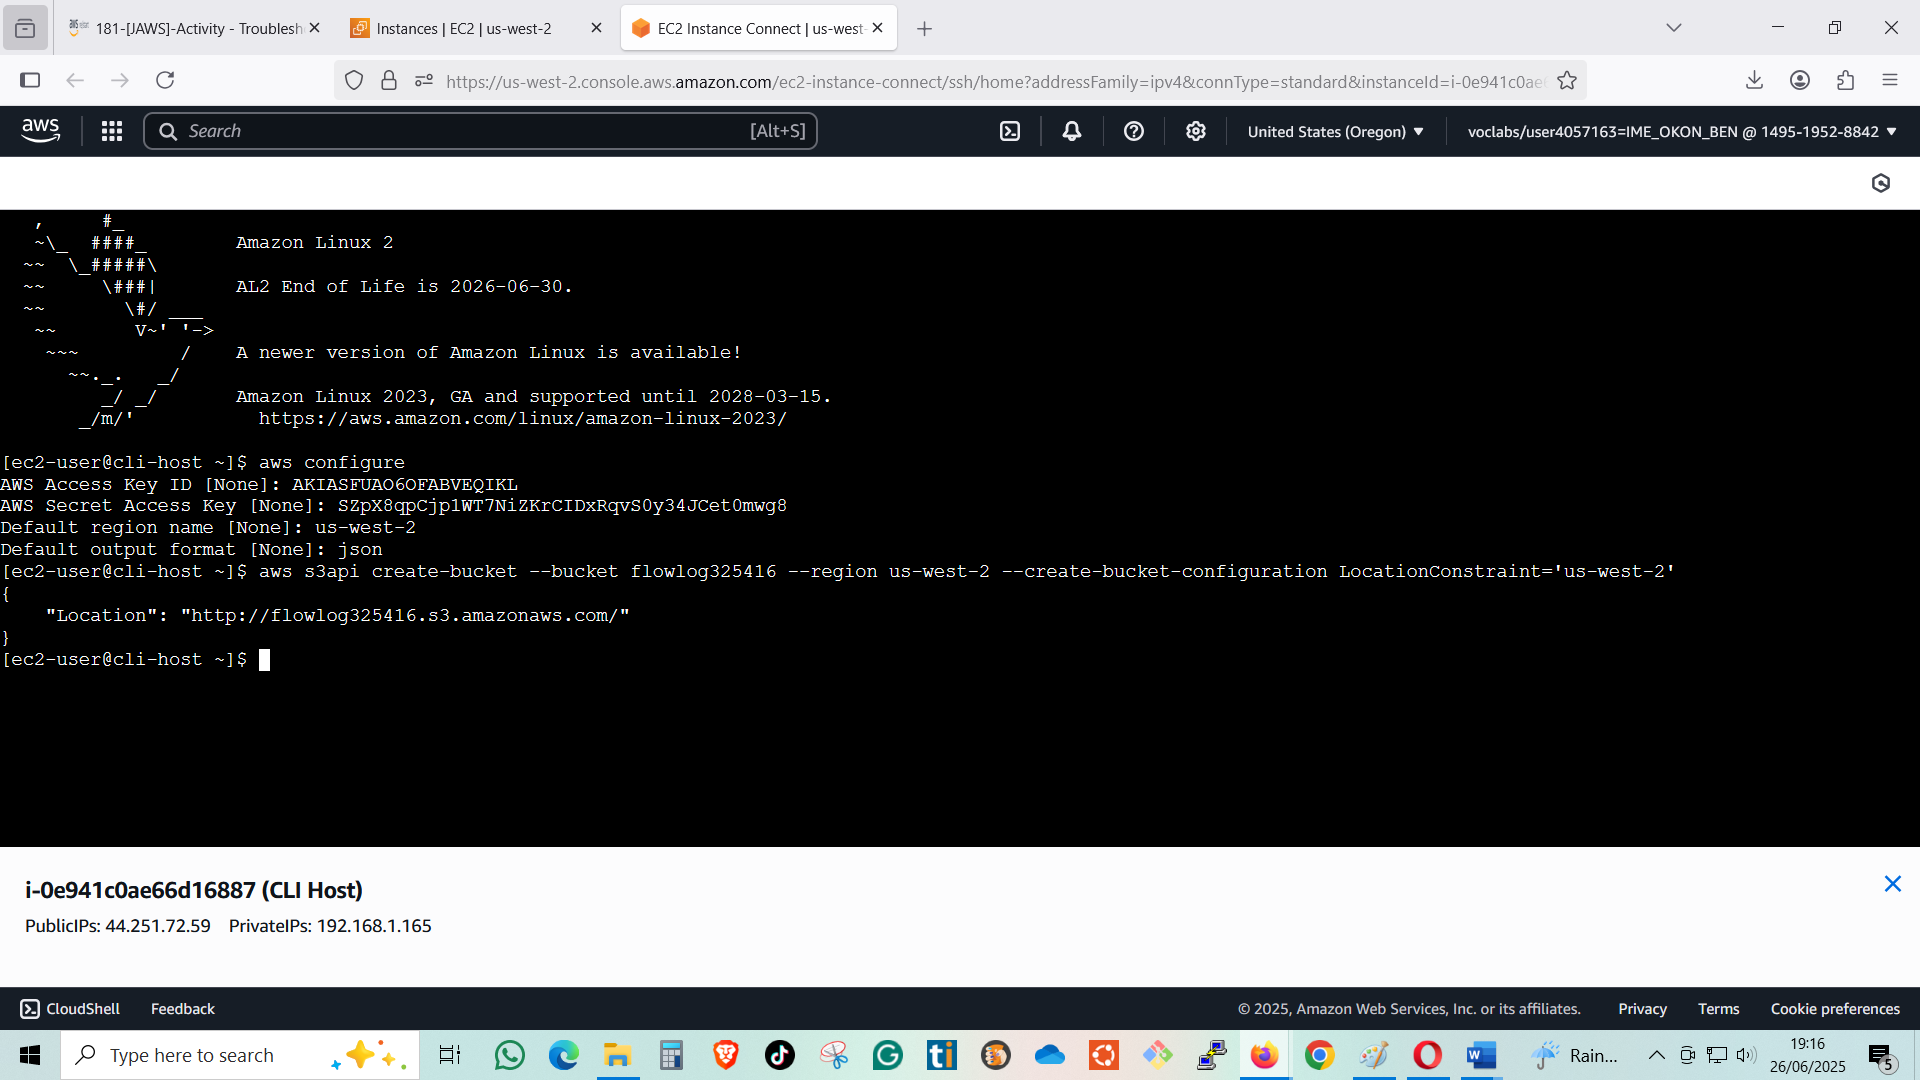 181-[JAWS]-Activity - Troublesh
Instances | EC2 | us-west-2
EC2 Instance Connect | us-west-
https://us-west-2.console.aws.amazon.com/ec2-instance-connect/ssh/home?addressFamily=ipv4&connType=standard&instanceId=i-0e941c0ae6
aws
Search
[Alt+S]
United States (Oregon)
voclabs/user4057163=IME_OKON_BEN @ 1495-1952-8842
   ,     #_
   ~\_  ####_        Amazon Linux 2
  ~~  \_#####\
  ~~     \###|       AL2 End of Life is 2026-06-30.
  ~~       \#/ ___
   ~~       V~' '->
    ~~~         /    A newer version of Amazon Linux is available!
      ~~._.   _/
         _/ _/       Amazon Linux 2023, GA and supported until 2028-03-15.
       _/m/'           https://aws.amazon.com/linux/amazon-linux-2023/
[ec2-user@cli-host ~]$ aws configure
AWS Access Key ID [None]: AKIASFUAO6OFABVEQIKL
AWS Secret Access Key [None]: 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
Default region name [None]: us-west-2
Default output format [None]: json
[ec2-user@cli-host ~]$ aws s3api create-bucket --bucket flowlog325416 --region us-west-2 --create-bucket-configuration LocationConstraint='us-west-2'
{
    "Location": "http://flowlog325416.s3.amazonaws.com/"
}
[ec2-user@cli-host ~]$
i-0e941c0ae66d16887 (CLI Host)
PublicIPs: 44.251.72.59 PrivateIPs: 192.168.1.165
CloudShell
Feedback
© 2025, Amazon Web Services, Inc. or its affiliates.
Privacy
Terms
Cookie preferences
Type here to search
Rain...
19:16
26/06/2025
5